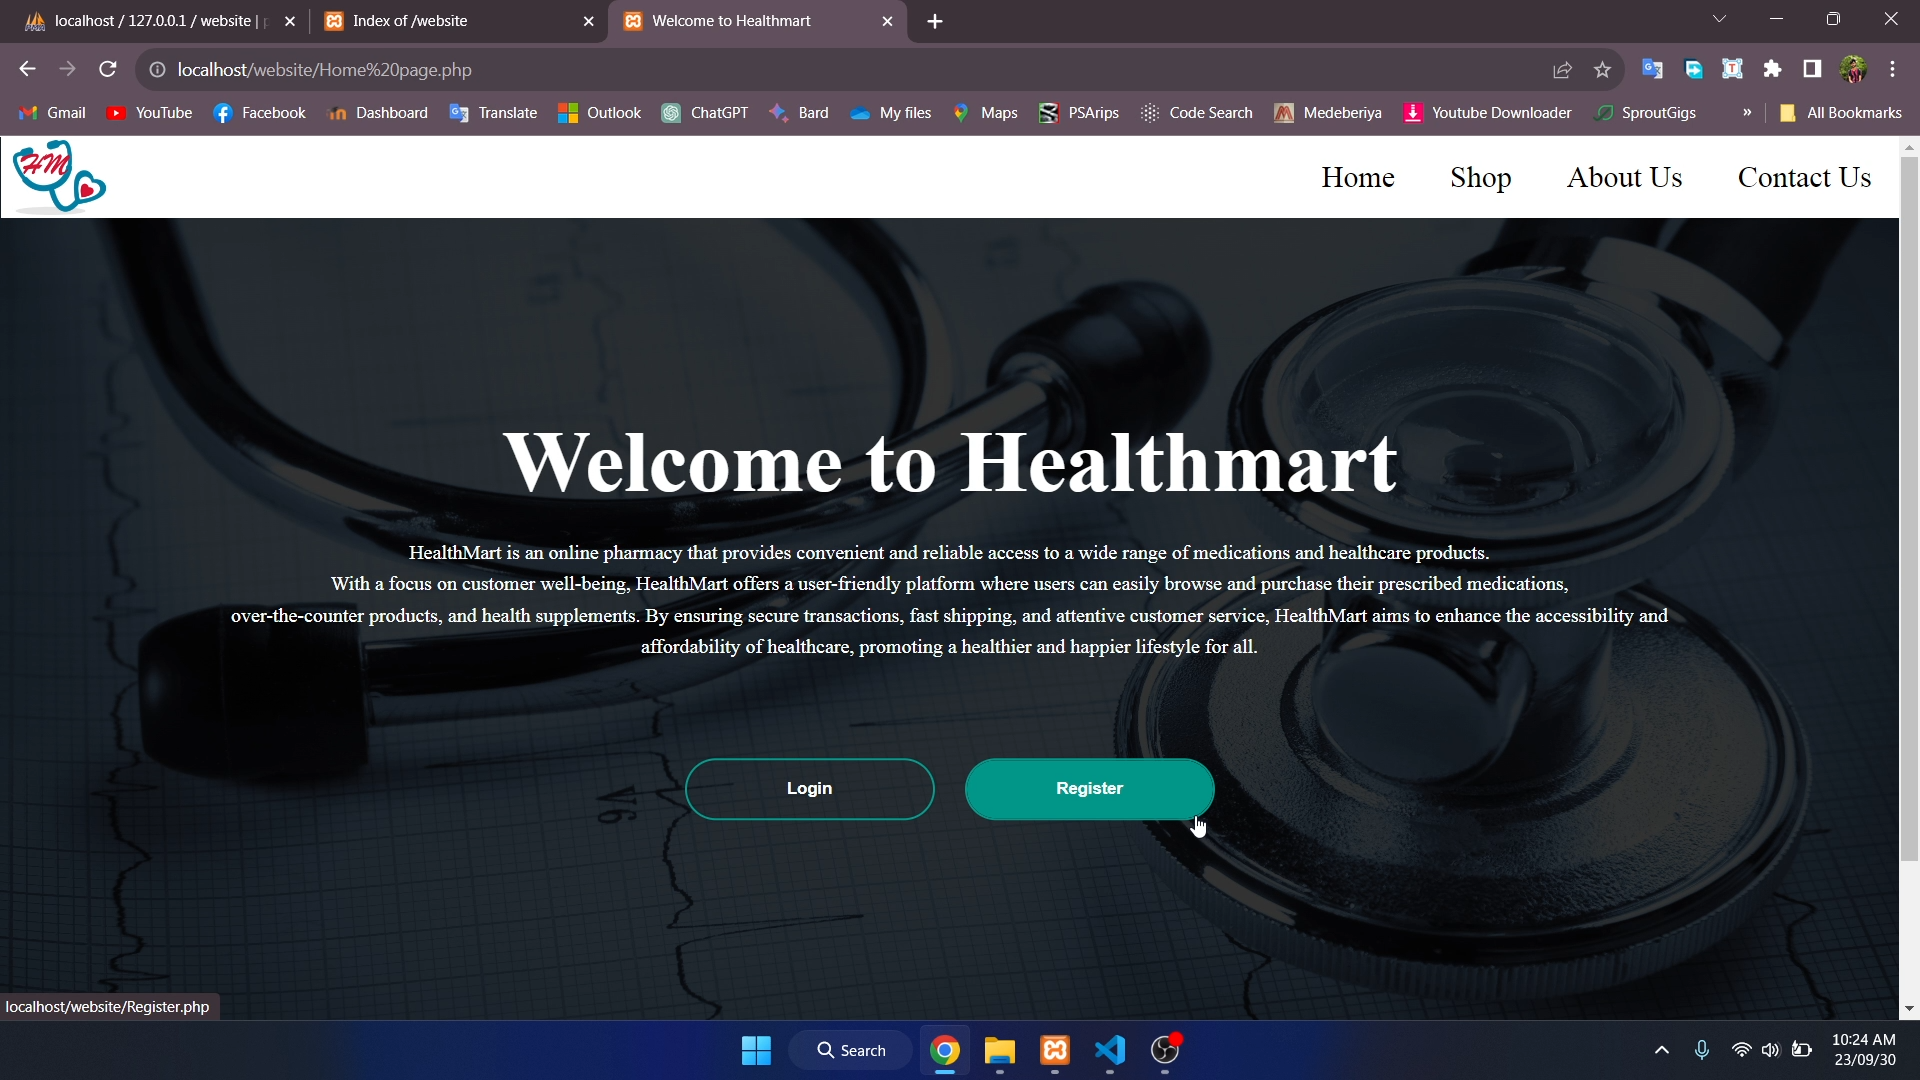 localhost / 127.0.0.1 / website |
Index of /website
Welcome to Healthmart
localhost/website/Home%20page.php
Gmail
YouTube
Facebook
Dashboard
Translate
Outlook
ChatGPT
Bard
My files
Maps
PSArips
Code Search
Medeberiya
Youtube Downloader
SproutGigs
»
All Bookmarks
HM
Home
Shop
About Us
Contact Us
Welcome to Healthmart
HealthMart is an online pharmacy that provides convenient and reliable access to a wide range of medications and healthcare products.
With a focus on customer well-being, HealthMart offers a user-friendly platform where users can easily browse and purchase their prescribed medications,
over-the-counter products, and health supplements. By ensuring secure transactions, fast shipping, and attentive customer service, HealthMart aims to enhance the accessibility and
affordability of healthcare, promoting a healthier and happier lifestyle for all.
Login
Register
V6
localhost/website/Register.php
Search
10:24 AM
23/09/30